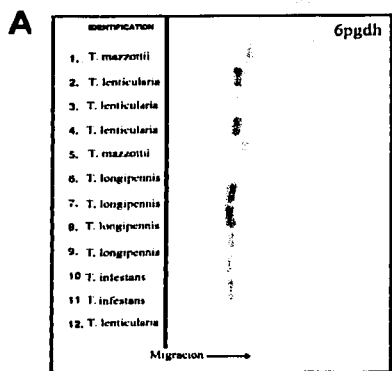 A
IDENTIFICATION
6pgdh
1. T. mazzottii
2. T. lenticularia
3. T. lenticularia
4. T. lenticularia
5. T. mazzottii
6. T. longipennis
7. T. longipennis
8. T. longipennis
9. T. longipennis
10 T. infestans
11 T. infestans
12. T. lenticularia
Migracion